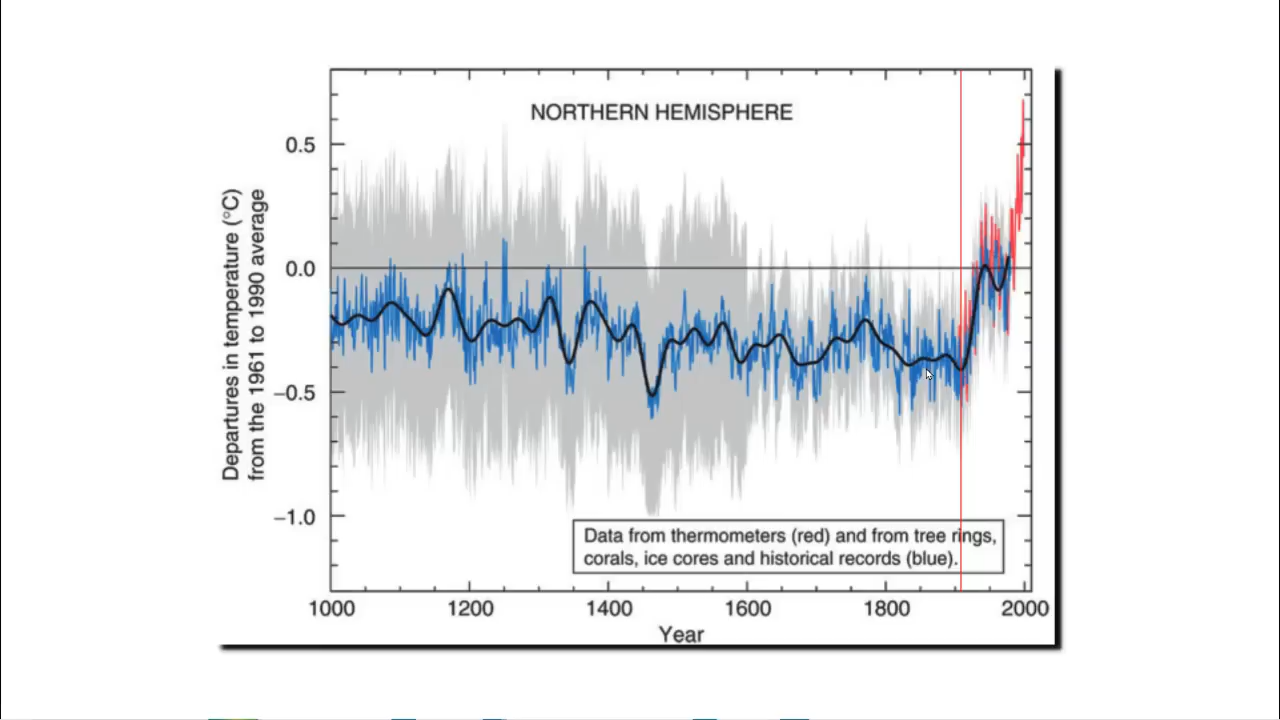 NORTHERN HEMISPHERE
0.5
0.0
−0.5
−1.0
Departures in temperature (°C)
from the 1961 to 1990 average
Data from thermometers (red) and from tree rings,
corals, ice cores and historical records (blue).
1000 1200 1400 1600 1800 2000
Year